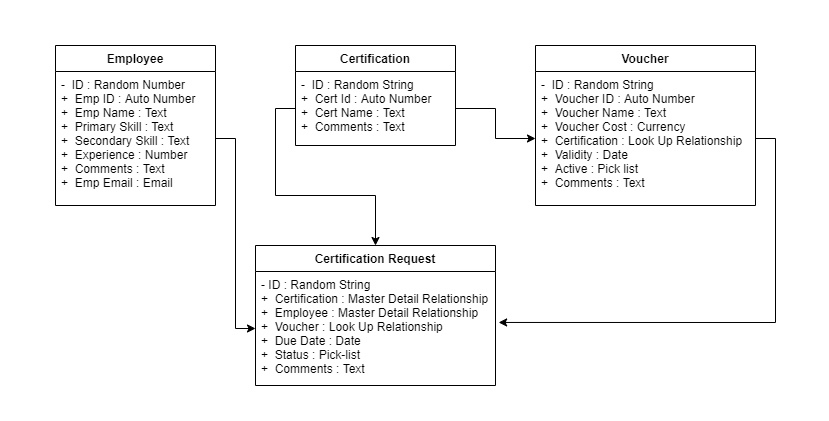 Employee
- ID : Random Number
+ Emp ID : Auto Number
+ Emp Name : Text
+ Primary Skill : Text
+ Secondary Skill : Text
+ Experience : Number
+ Comments : Text
+ Emp Email : Email
Certification
- ID : Random String
+ Cert Id : Auto Number
+ Cert Name : Text
+ Comments : Text
Voucher
- ID : Random String
+ Voucher ID : Auto Number
+ Voucher Name : Text
+ Voucher Cost : Currency
+ Certification : Look Up Relationship
+ Validity : Date
+ Active : Pick list
+ Comments : Text
Certification Request
- ID : Random String
+ Certification : Master Detail Relationship
+ Employee : Master Detail Relationship
+ Voucher : Look Up Relationship
+ Due Date : Date
+ Status : Pick-list
+ Comments : Text